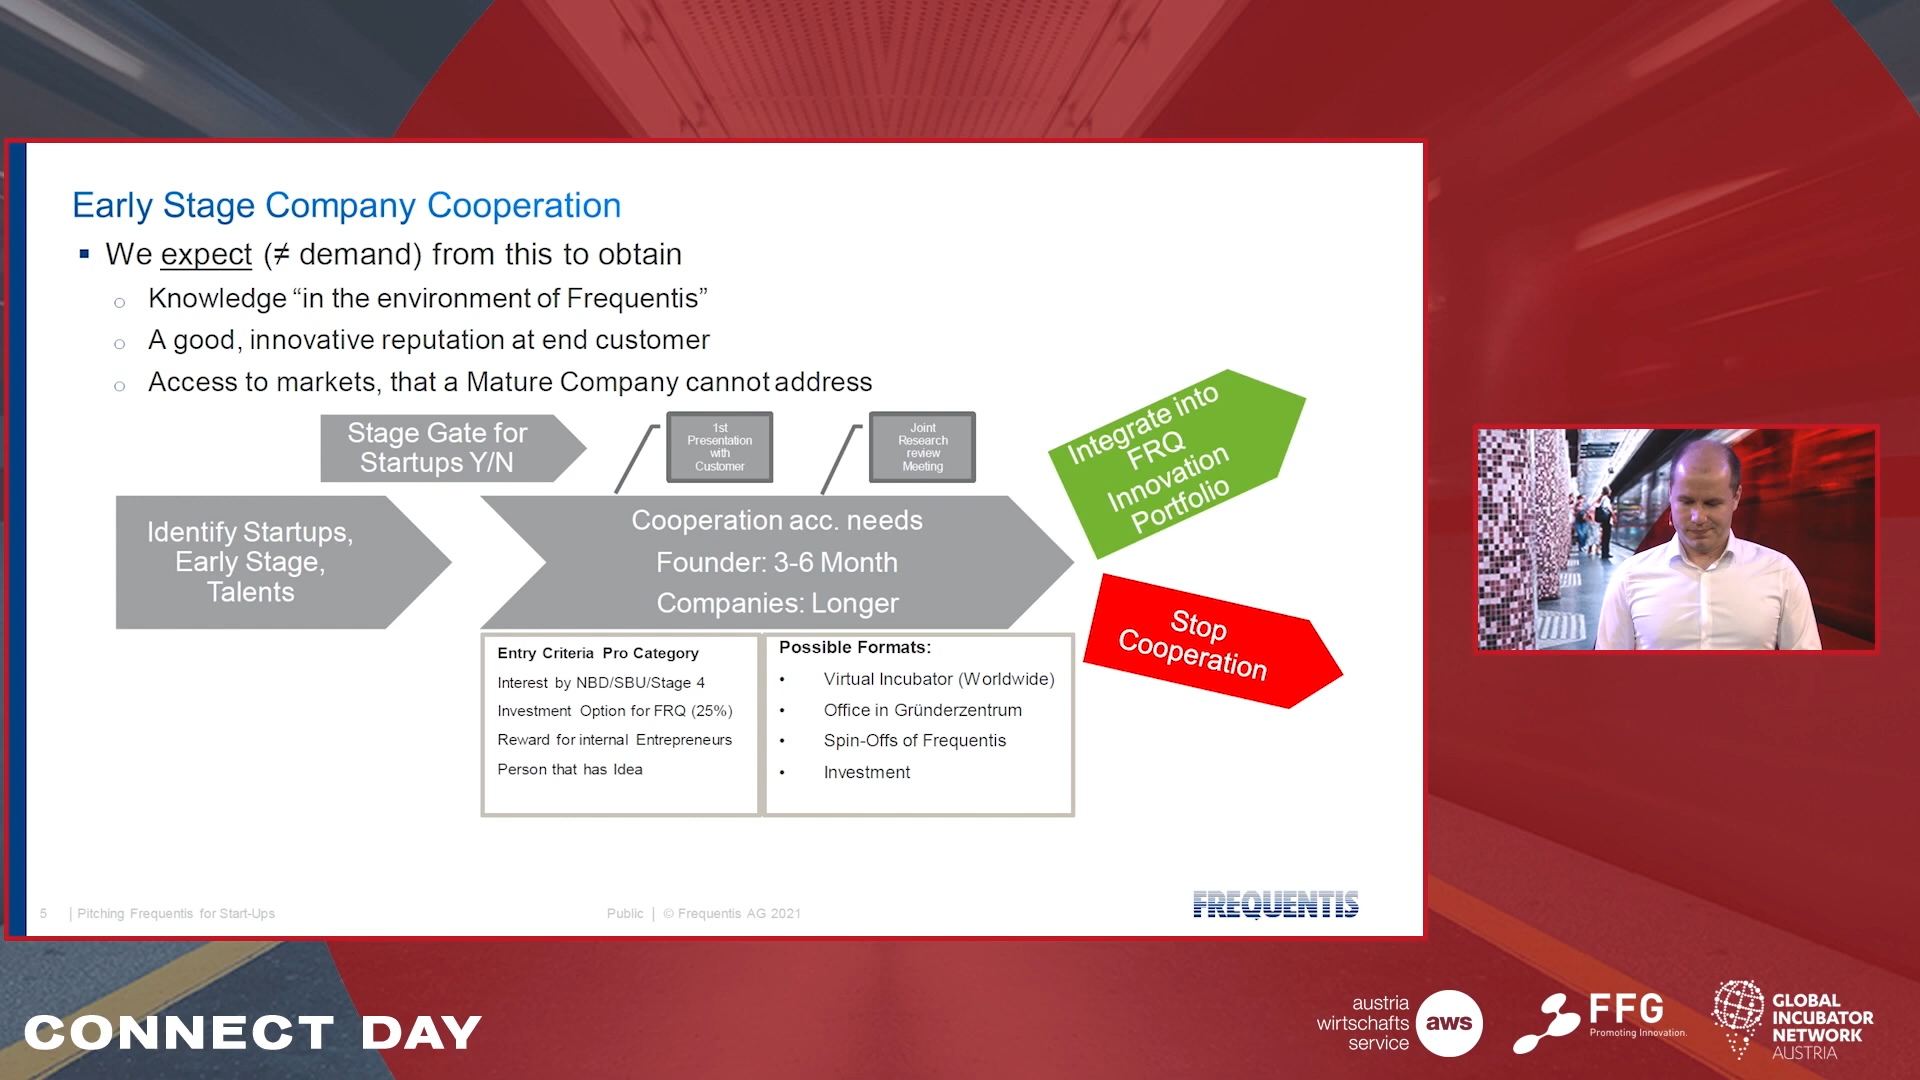 Early Stage Company Cooperation
We expect (≠ demand) from this to obtain
Knowledge “in the environment of Frequentis”
A good, innovative reputation at end customer
Access to markets, that a Mature Company cannot address
Stage Gate for
Startups Y/N
1st
Presentation
with
Customer
Joint
Research
review
Meeting
Integrate into
FRQ
Innovation
Portfolio
Identify Startups,
Early Stage,
Talents
Cooperation acc. needs
Founder: 3-6 Month
Companies: Longer
Stop
Cooperation
Entry Criteria Pro Category
Interest by NBD/SBU/Stage 4
Investment Option for FRQ (25%)
Reward for internal Entrepreneurs
Person that has Idea
Possible Formats:
• Virtual Incubator (Worldwide)
• Office in Gründerzentrum
• Spin-Offs of Frequentis
• Investment
5 | Pitching Frequentis for Start-Ups
Public | © Frequentis AG 2021
FREQUENTIS
CONNECT DAY
austria
wirtschafts
service
aws
FFG
Promoting Innovation.
GLOBAL
INCUBATOR
NETWORK
AUSTRIA